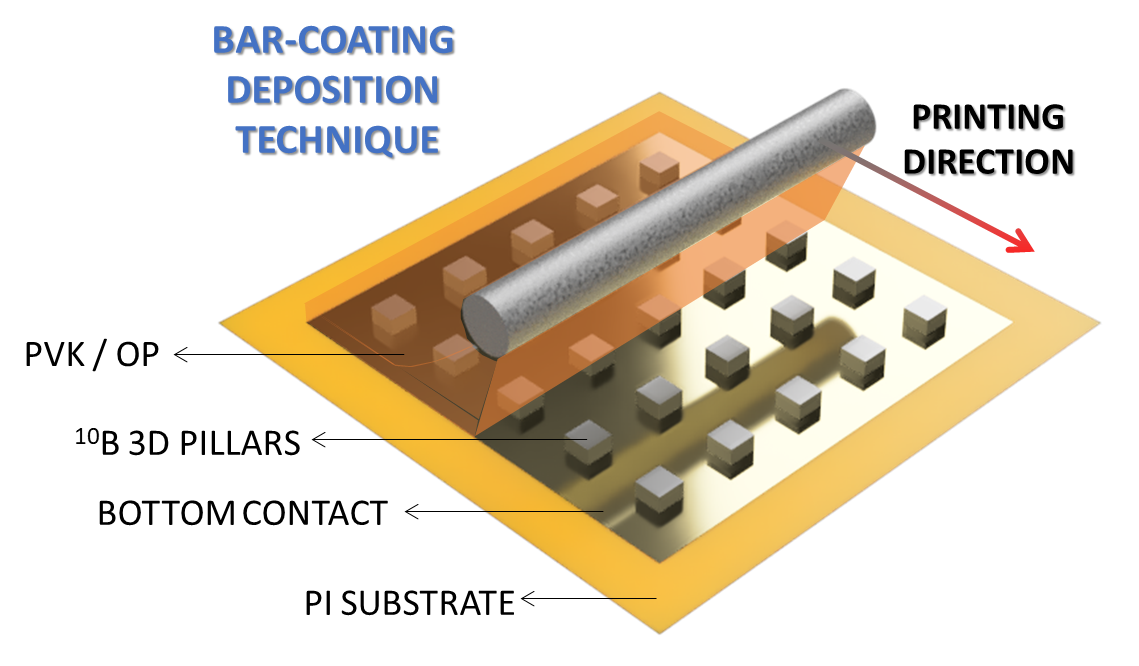 BAR-COATING
DEPOSITION
TECHNIQUE
PRINTING
DIRECTION
PVK / OP
¹⁰B 3D PILLARS
BOTTOM CONTACT
PI SUBSTRATE